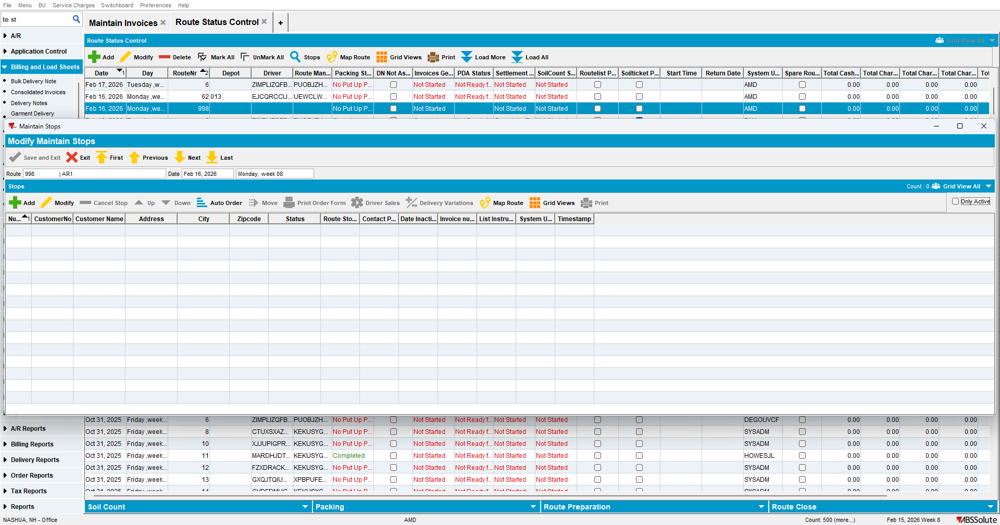 File Menu BU Service Charges Switchboard Preferences Help
te st
Maintain Invoices Route Status Control +
A/R
Application Control
Billing and Load Sheets
Bulk Delivery Note
Consolidated Invoices
Delivery Notes
Garment Delivery
Route Status Control Grid View All
Add Modify Delete Mark All UnMark All Stops Map Route Grid Views Print Load More Load All
Date 1 Day RouteNr 2 Depot Driver Route Man... Packing St... DN Not As... Invoices Ge... PDA Status Settlement ... SoilCount S... Routelist P... Soilticket P... Start Time Return Date System U... Spare Rou... Total Cash... Total Char... Total Char... Total Char... Tot
Feb 17, 2026 Tuesday ,w... 6 ZIMPLIZQFB... PUOBJZH... No Put Up P... Not Started Not Ready f... Not Started Not Started AMD 0.00 0.00 0.00 0.00
Feb 16, 2026 Monday ,we... 62 013 EJCQRCCIJ... UEWCLW... No Put Up P... Not Started Not Ready f... Not Started Not Started AMD 0.00 0.00 0.00 0.00
Feb 16, 2026 Monday ,we... 998 No Put Up P... Not Started Not Started Not Started AMD 0.00 0.00 0.00 0.00
Maintain Stops
Modify Maintain Stops
Save and Exit Exit First Previous Next Last
Route 998 | AR1 Date Feb 16, 2026 Monday, week 08
Stops Count : 0 Grid View All
Add Modify Cancel Stop Up Down Auto Order Move Print Order Form Driver Sales Delivery Variations Map Route Grid Views Print Only Active
Nu... 1 CustomerNo Customer Name Address City Zipcode Status Route Sto... Contact P... Date Inacti... Invoice nu... List Instru... System U... Timestamp
Oct 31, 2025 Friday ,week... 6 ZIMPLIZQFB... PUOBJZH... No Put Up P... Not Started Not Ready f... Not Started Not Started DEGOUVCF 0.00 0.00 0.00 0.00
Oct 31, 2025 Friday ,week... 8 CTUXSXAZ... KEKUSYG... No Put Up P... Not Started Not Ready f... Not Started Not Started SYSADM 0.00 0.00 0.00 0.00
Oct 31, 2025 Friday ,week... 10 XJJUPIGPR... KEKUSYG... No Put Up P... Not Started Not Ready f... Not Started Not Started SYSADM 0.00 0.00 0.00 0.00
Oct 31, 2025 Friday ,week... 11 MARDHJDT... KEKUSYG... Completed Not Started Not Ready f... Not Started Not Started HOWESJL 0.00 0.00 0.00 0.00
Oct 31, 2025 Friday ,week... 12 FZXDRACK... KEKUSYG... No Put Up P... Not Started Not Ready f... Not Started Not Started SYSADM 0.00 0.00 0.00 0.00
Oct 31, 2025 Friday ,week... 13 GXQJTQIU... XPBPUFE... No Put Up P... Not Started Not Ready f... Not Started Not Started SYSADM 0.00 0.00 0.00 0.00
A/R Reports
Billing Reports
Delivery Reports
Order Reports
Tax Reports
Reports
Soil Count Packing Route Preparation Route Close
NASHUA, NH - Office AMD Count: 500 (more...) Feb 15, 2026 Week 8 ABSSolute